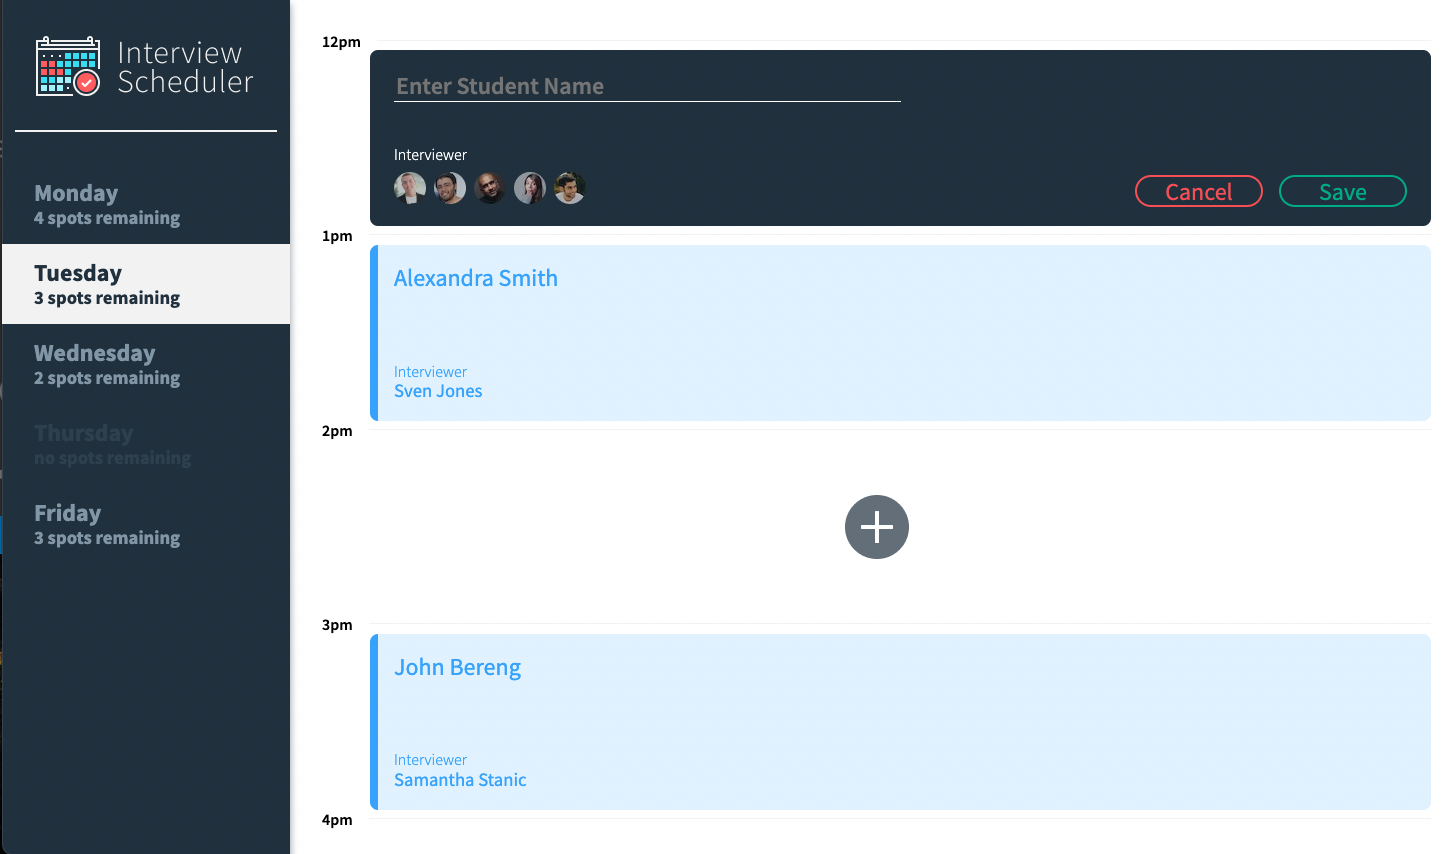 Interview
Scheduler
Monday
4 spots remaining
Tuesday
3 spots remaining
Wednesday
2 spots remaining
Thursday
no spots remaining
Friday
3 spots remaining
12pm
Enter Student Name
Interviewer
Cancel
Save
1pm
Alexandra Smith
Interviewer
Sven Jones
2pm
3pm
John Bereng
Interviewer
Samantha Stanic
4pm